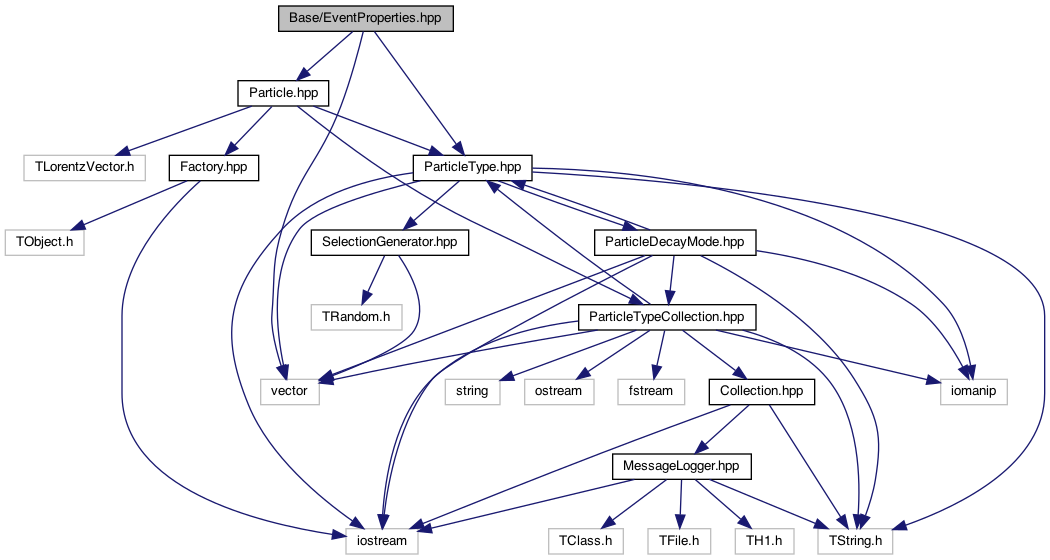 Base/EventProperties.hpp
Particle.hpp
TLorentzVector.h
Factory.hpp
ParticleType.hpp
TObject.h
SelectionGenerator.hpp
ParticleDecayMode.hpp
TRandom.h
ParticleTypeCollection.hpp
vector
string
ostream
fstream
Collection.hpp
iomanip
MessageLogger.hpp
iostream
TClass.h
TFile.h
TH1.h
TString.h